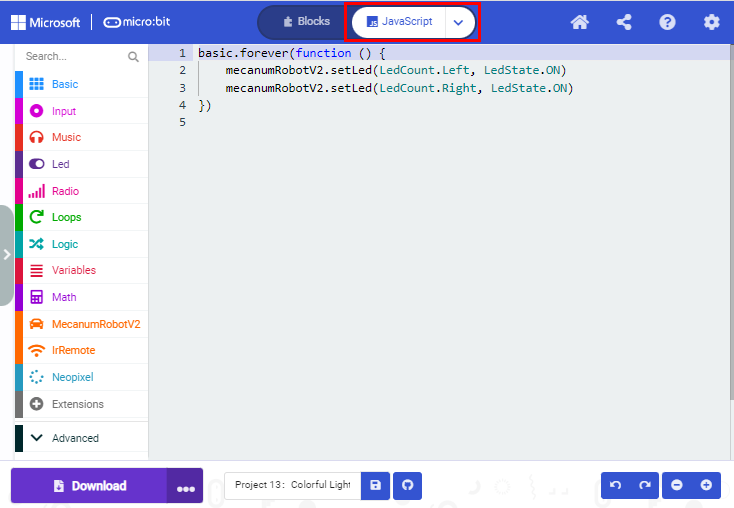 Microsoft micro:bit Blocks JavaScript
Search...
Basic
Input
Music
Led
Radio
Loops
Logic
Variables
Math
MecanumRobotV2
IrRemote
Neopixel
Extensions
Advanced
1 basic.forever(function () {
2 mecanumRobotV2.setLed(LedCount.Left, LedState.ON)
3 mecanumRobotV2.setLed(LedCount.Right, LedState.ON)
4 })
5
Download
Project 13: Colorful Light